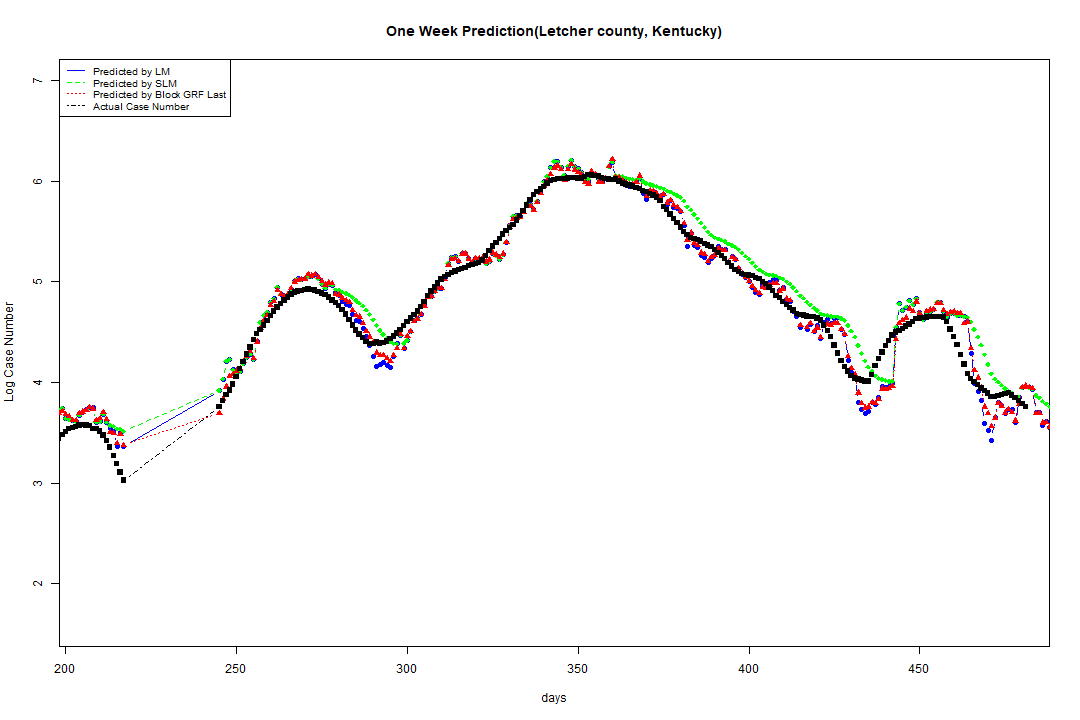 One Week Prediction(Letcher county, Kentucky)
Predicted by LM
Predicted by SLM
Predicted by Block GRF Last
Actual Case Number
7
6
5
4
3
2
Log Case Number
200 250 300 350 400 450
days